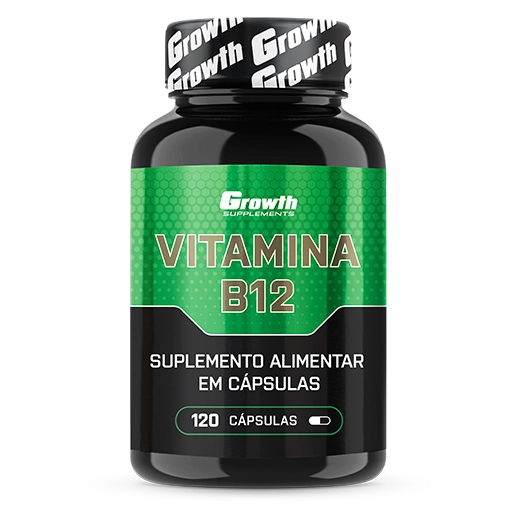 Growth Growth
Growth Growth
Growth
SUPPLEMENTS
VITAMINA
B12
SUPLEMENTO ALIMENTAR
EM CÁPSULAS
120 CÁPSULAS